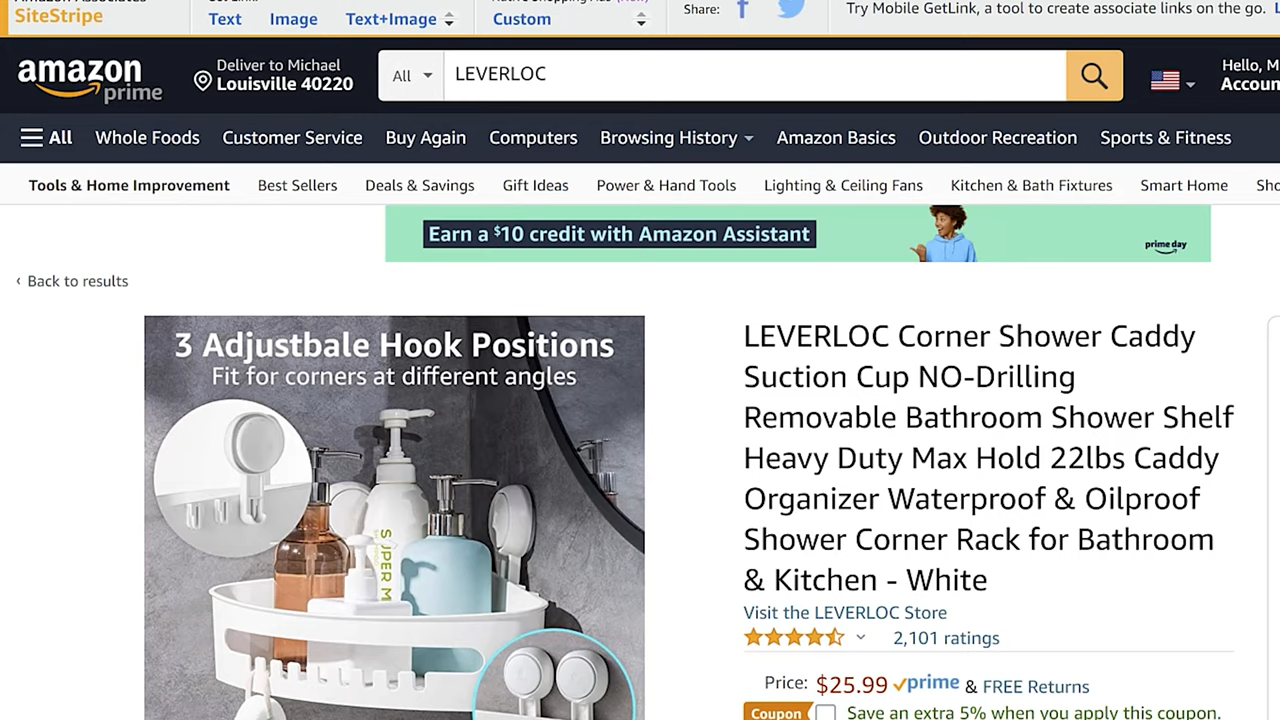 SiteStripe
Text Image Text+Image
Custom
Share:
Try Mobile GetLink, a tool to create associate links on the go.
amazon
prime
Deliver to Michael
Louisville 40220
All
LEVERLOC
Hello, M
Accoun
All Whole Foods Customer Service Buy Again Computers Browsing History Amazon Basics Outdoor Recreation Sports & Fitness
Tools & Home Improvement Best Sellers Deals & Savings Gift Ideas Power & Hand Tools Lighting & Ceiling Fans Kitchen & Bath Fixtures Smart Home Sho
Earn a $10 credit with Amazon Assistant
prime day
‹ Back to results
3 Adjustbale Hook Positions
Fit for corners at different angles
SUPER M
LEVERLOC Corner Shower Caddy
Suction Cup NO-Drilling
Removable Bathroom Shower Shelf
Heavy Duty Max Hold 22lbs Caddy
Organizer Waterproof & Oilproof
Shower Corner Rack for Bathroom
& Kitchen - White
Visit the LEVERLOC Store
2,101 ratings
Price: $25.99 prime & FREE Returns
Coupon Save an extra 5% when you apply this coupon.